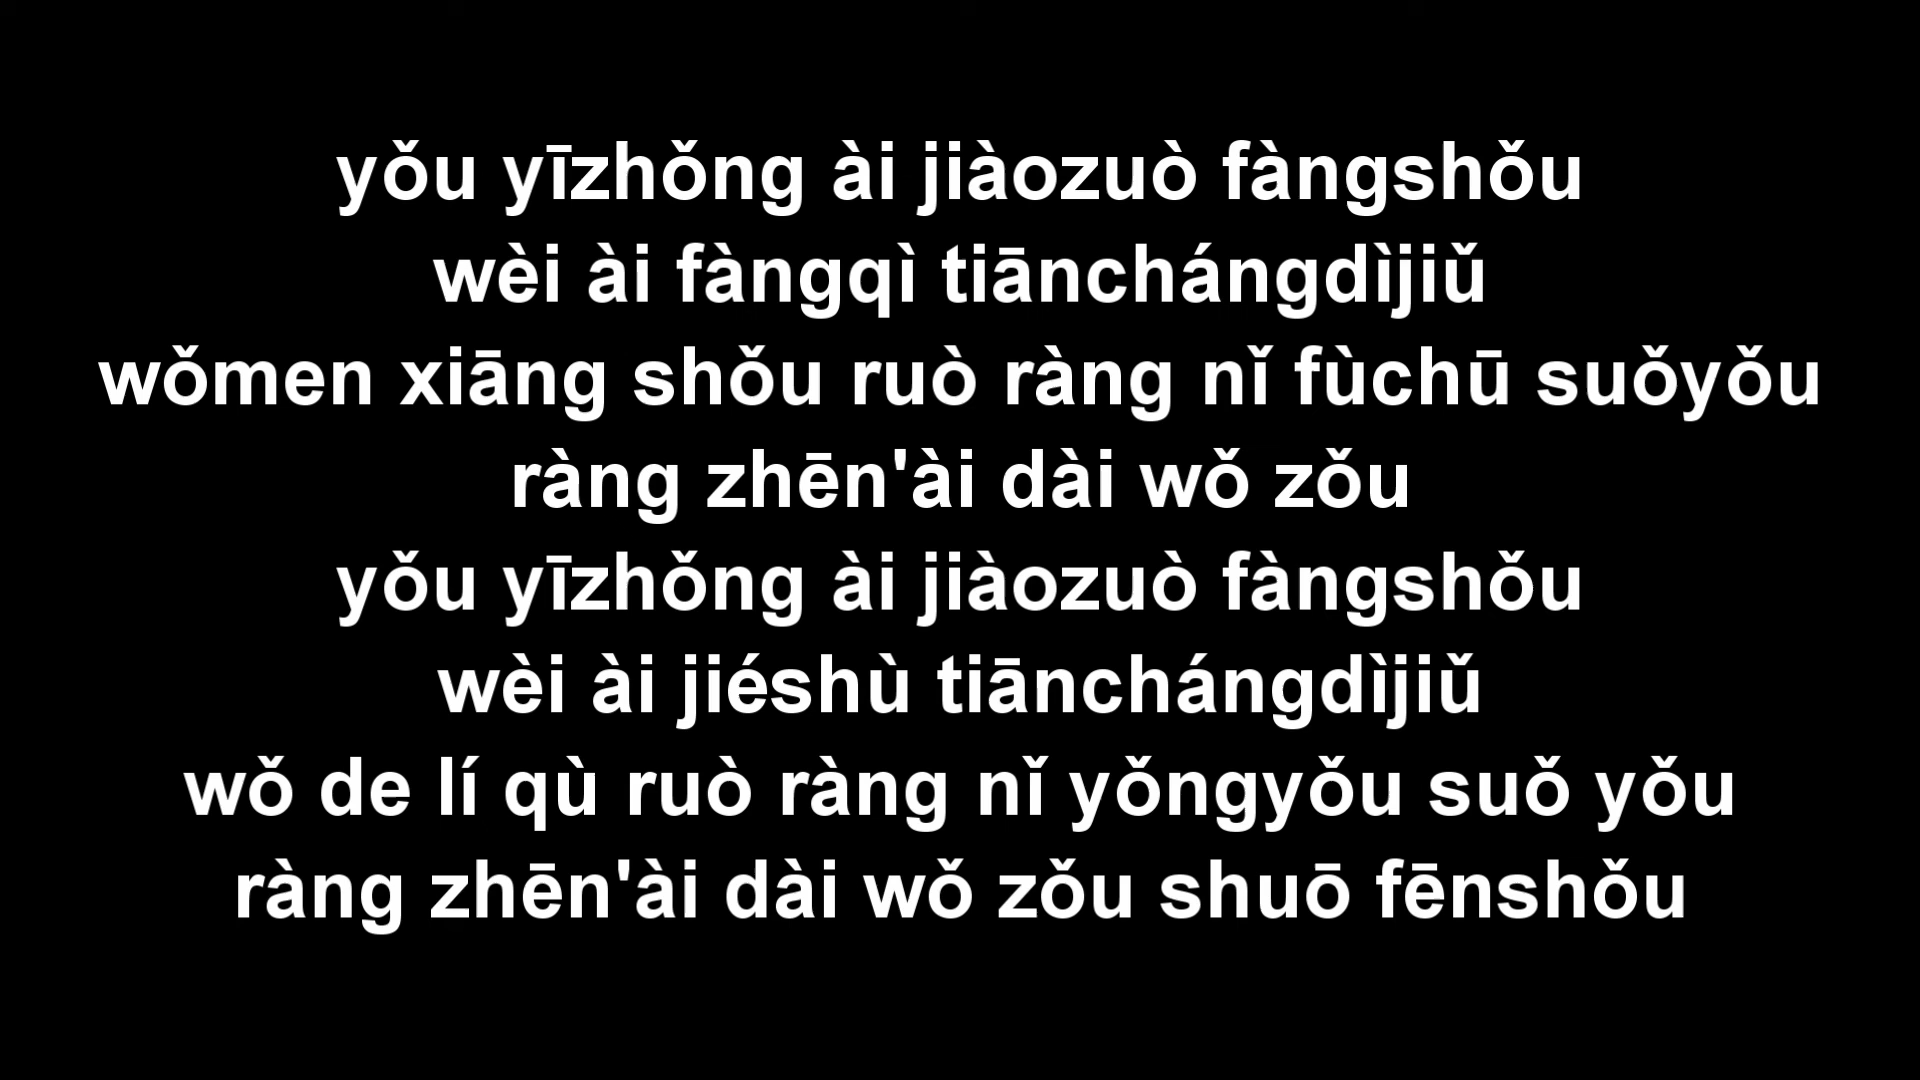 yǒu yīzhǒng ài jiàozuò fàngshǒu
wèi ài fàngqì tiānchángdìjiǔ
wǒmen xiāng shǒu ruò ràng nǐ fùchū suǒyǒu
ràng zhēn'ài dài wǒ zǒu
yǒu yīzhǒng ài jiàozuò fàngshǒu
wèi ài jiéshù tiānchángdìjiǔ
wǒ de lí qù ruò ràng nǐ yǒngyǒu suǒ yǒu
ràng zhēn'ài dài wǒ zǒu shuō fēnshǒu